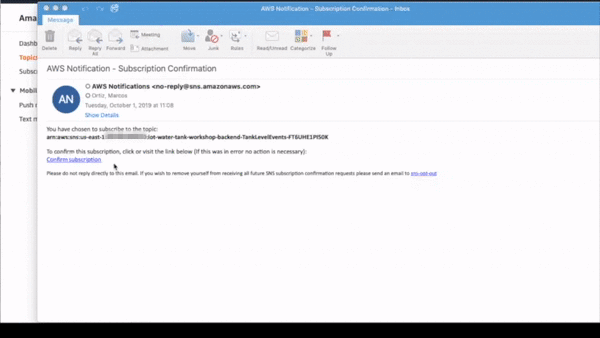 AWS Notification - Subscription Confirmation - Inbox
Message
Delete
Reply
Reply All
Forward
Meeting
Attachment
Move
Junk
Rules
Read/Unread
Categorize
Follow Up
Ama
Dashb
Topics
Subsc
Mobil
Push n
Text m
AWS Notification - Subscription Confirmation
AN
AWS Notifications <no-reply@sns.amazonaws.com>
Ortiz, Marcos
Tuesday, October 1, 2019 at 11:08
Show Details
You have chosen to subscribe to the topic:
arn:aws:sns:us-east-1 iot-water-tank-workshop-backend-TankLevelEvents-FT6UHE1PJS0K
To confirm this subscription, click or visit the link below (If this was in error no action is necessary):
Confirm subscription
Please do not reply directly to this email. If you wish to remove yourself from receiving all future SNS subscription confirmation requests please send an email to sns-opt-out